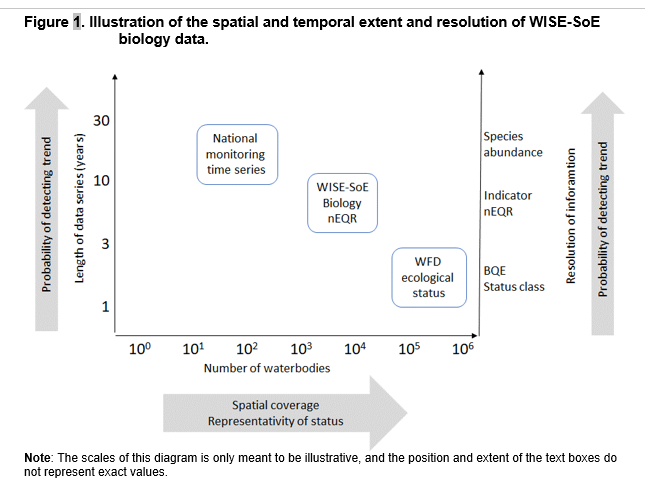 Figure 1. Illustration of the spatial and temporal extent and resolution of WISE-SoE
biology data.
Probability of detecting trend
Length of data series (years)
30
10
3
1
National
monitoring
time series
WISE-SoE
Biology
nEQR
WFD
ecological
status
Species
abundance
Indicator
nEQR
BQE
Status class
Resolution of inforamtion
Probability of detecting trend
10⁰ 10¹ 10² 10³ 10⁴ 10⁵ 10⁶
Number of waterbodies
Spatial coverage
Representativity of status
Note: The scales of this diagram is only meant to be illustrative, and the position and extent of the text boxes do
not represent exact values.